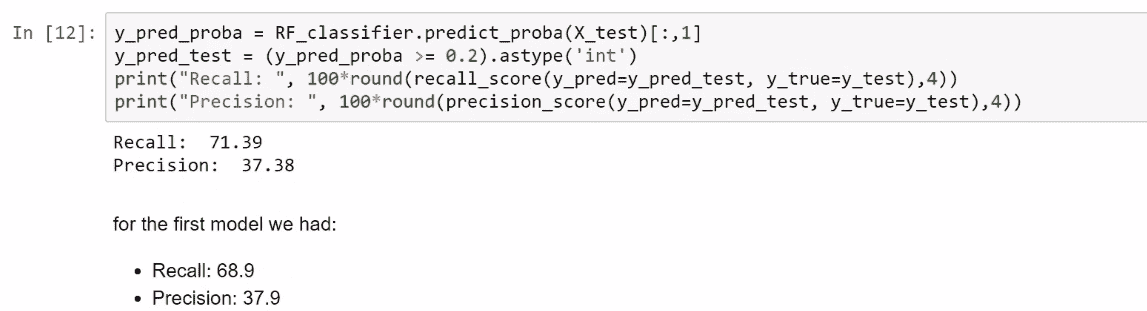 In [12]: y_pred_proba = RF_classifier.predict_proba(X_test)[:,1]
y_pred_test = (y_pred_proba >= 0.2).astype('int')
print("Recall: ", 100*round(recall_score(y_pred=y_pred_test, y_true=y_test),4))
print("Precision: ", 100*round(precision_score(y_pred=y_pred_test, y_true=y_test),4))
Recall:  71.39
Precision:  37.38
for the first model we had:
• Recall: 68.9
• Precision: 37.9